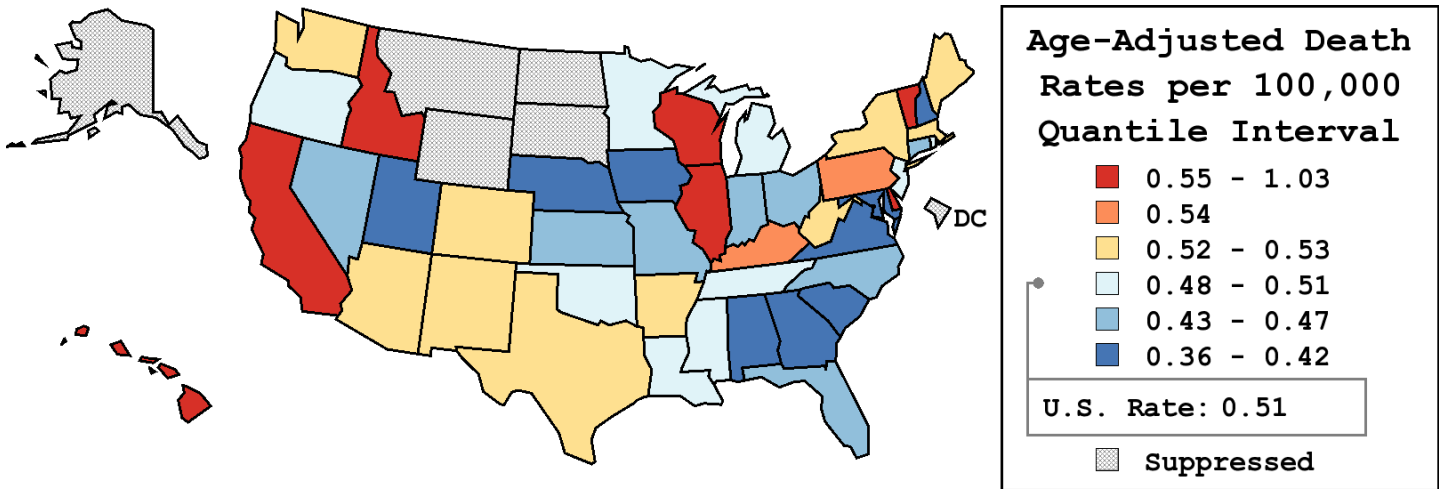 DC
Age-Adjusted Death
Rates per 100,000
Quantile Interval
0.55 - 1.03
0.54
0.52 - 0.53
0.48 - 0.51
0.43 - 0.47
0.36 - 0.42
U.S. Rate: 0.51
Suppressed